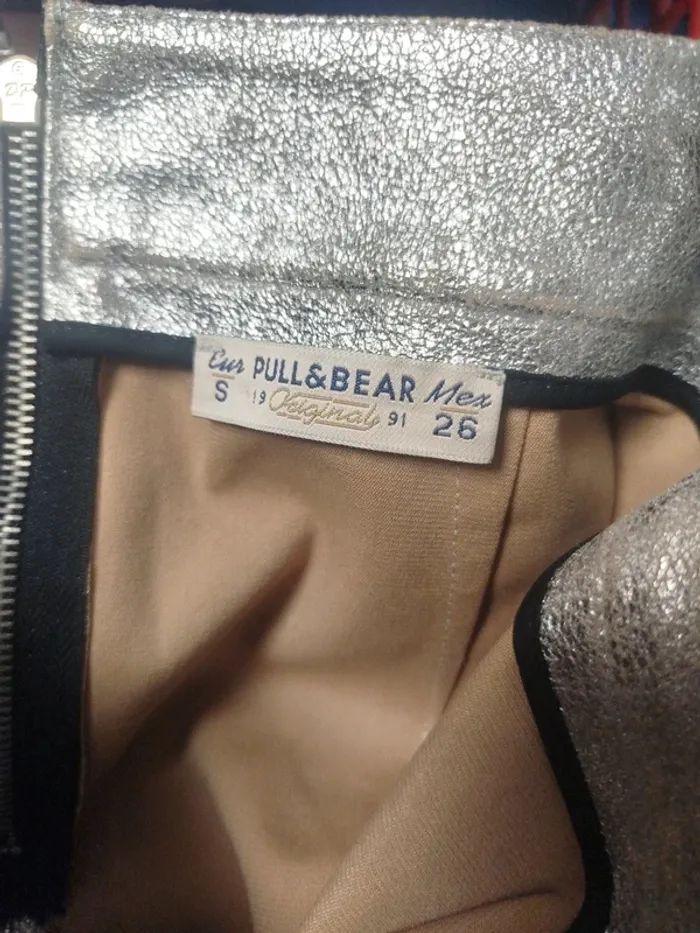 Eur PULL&BEAR Mex
S 19 Original 91 26